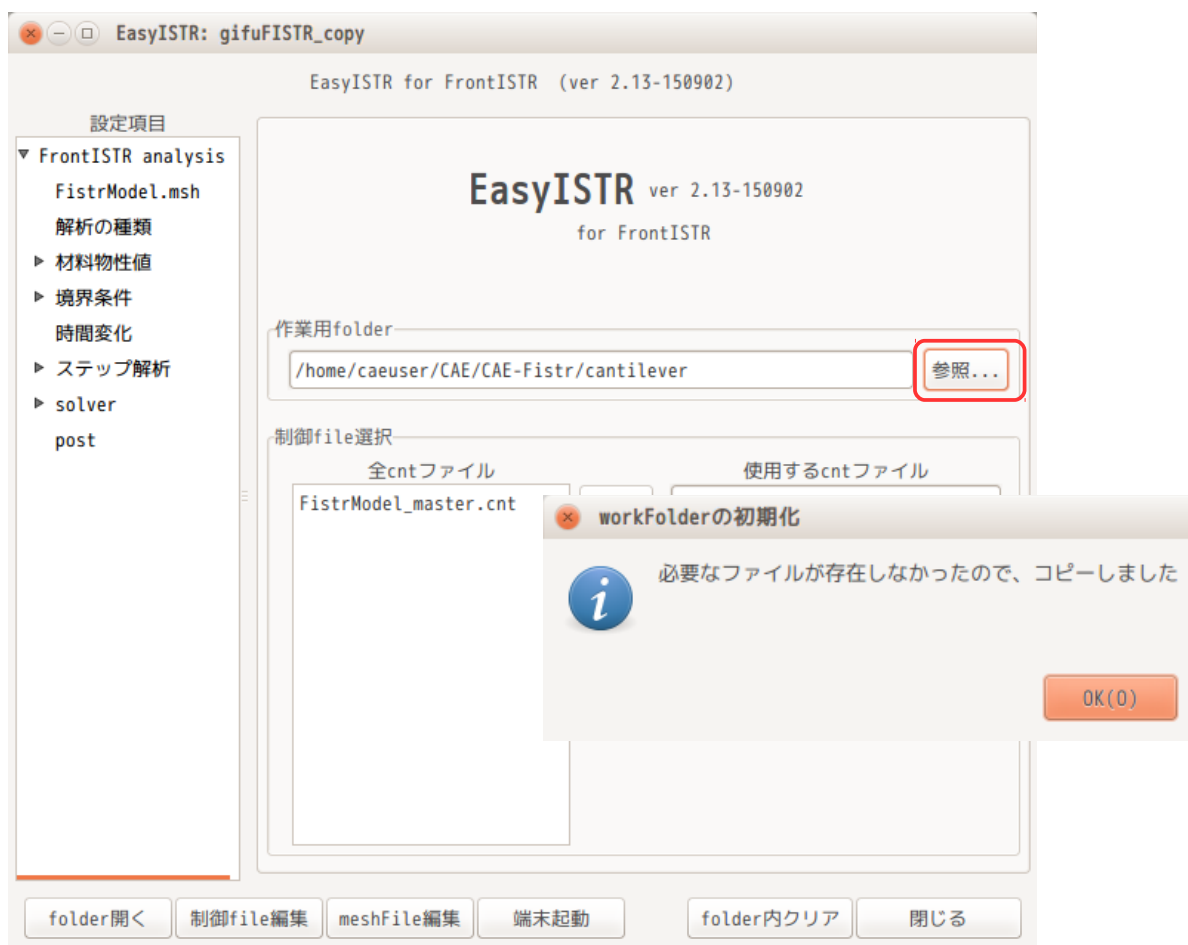 EasyISTR: gifuFISTR_copy
EasyISTR for FrontISTR (ver 2.13-150902)
設定項目
FrontISTR analysis
FistrModel.msh
解析の種類
材料物性値
境界条件
時間変化
ステップ解析
solver
post
EasyISTR ver 2.13-150902
for FrontISTR
作業用folder
/home/caeuser/CAE/CAE-Fistr/cantilever
参照...
制御file選択
全cntファイル
使用するcntファイル
FistrModel_master.cnt
workFolderの初期化
必要なファイルが存在しなかったので、コピーしました
OK(O)
folder開く
制御file編集
meshFile編集
端末起動
folder内クリア
閉じる